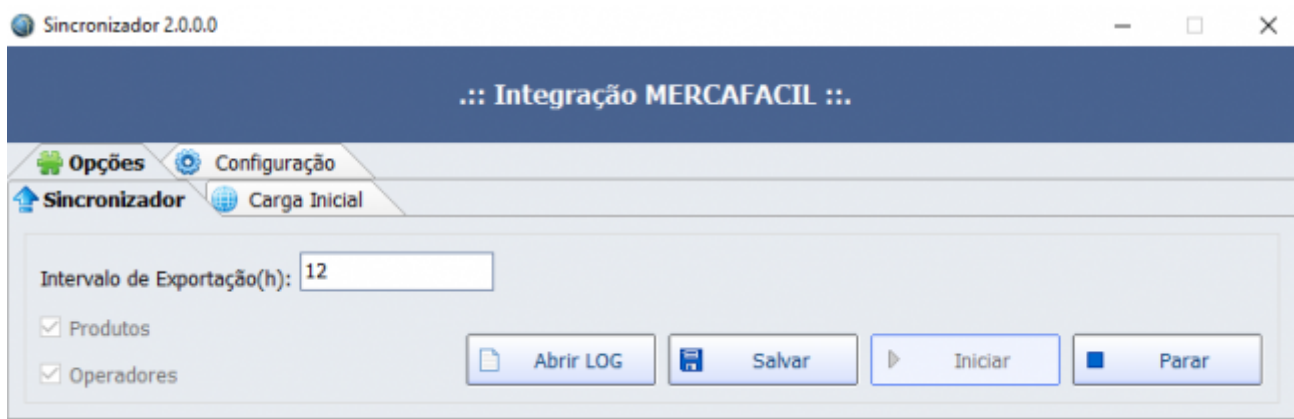 Sincronizador 2.0.0.0
.:: Integração MERCAFACIL ::.
Opções Configuração
Sincronizador Carga Inicial
Intervalo de Exportação(h): 12
Produtos
Operadores
Abrir LOG Salvar Iniciar Parar